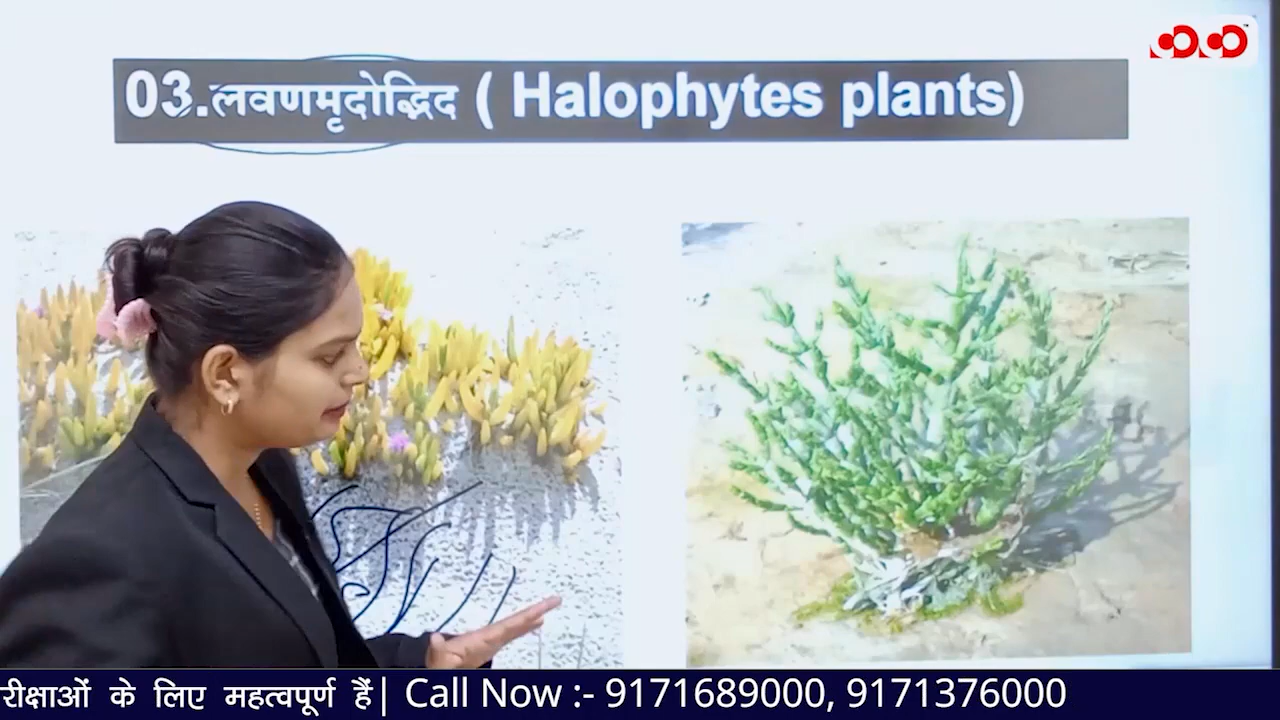 03.लवणमृदोद्भिद ( Halophytes plants)
रीक्षाओं के लिए महत्वपूर्ण हैं| Call Now :- 9171689000, 9171376000